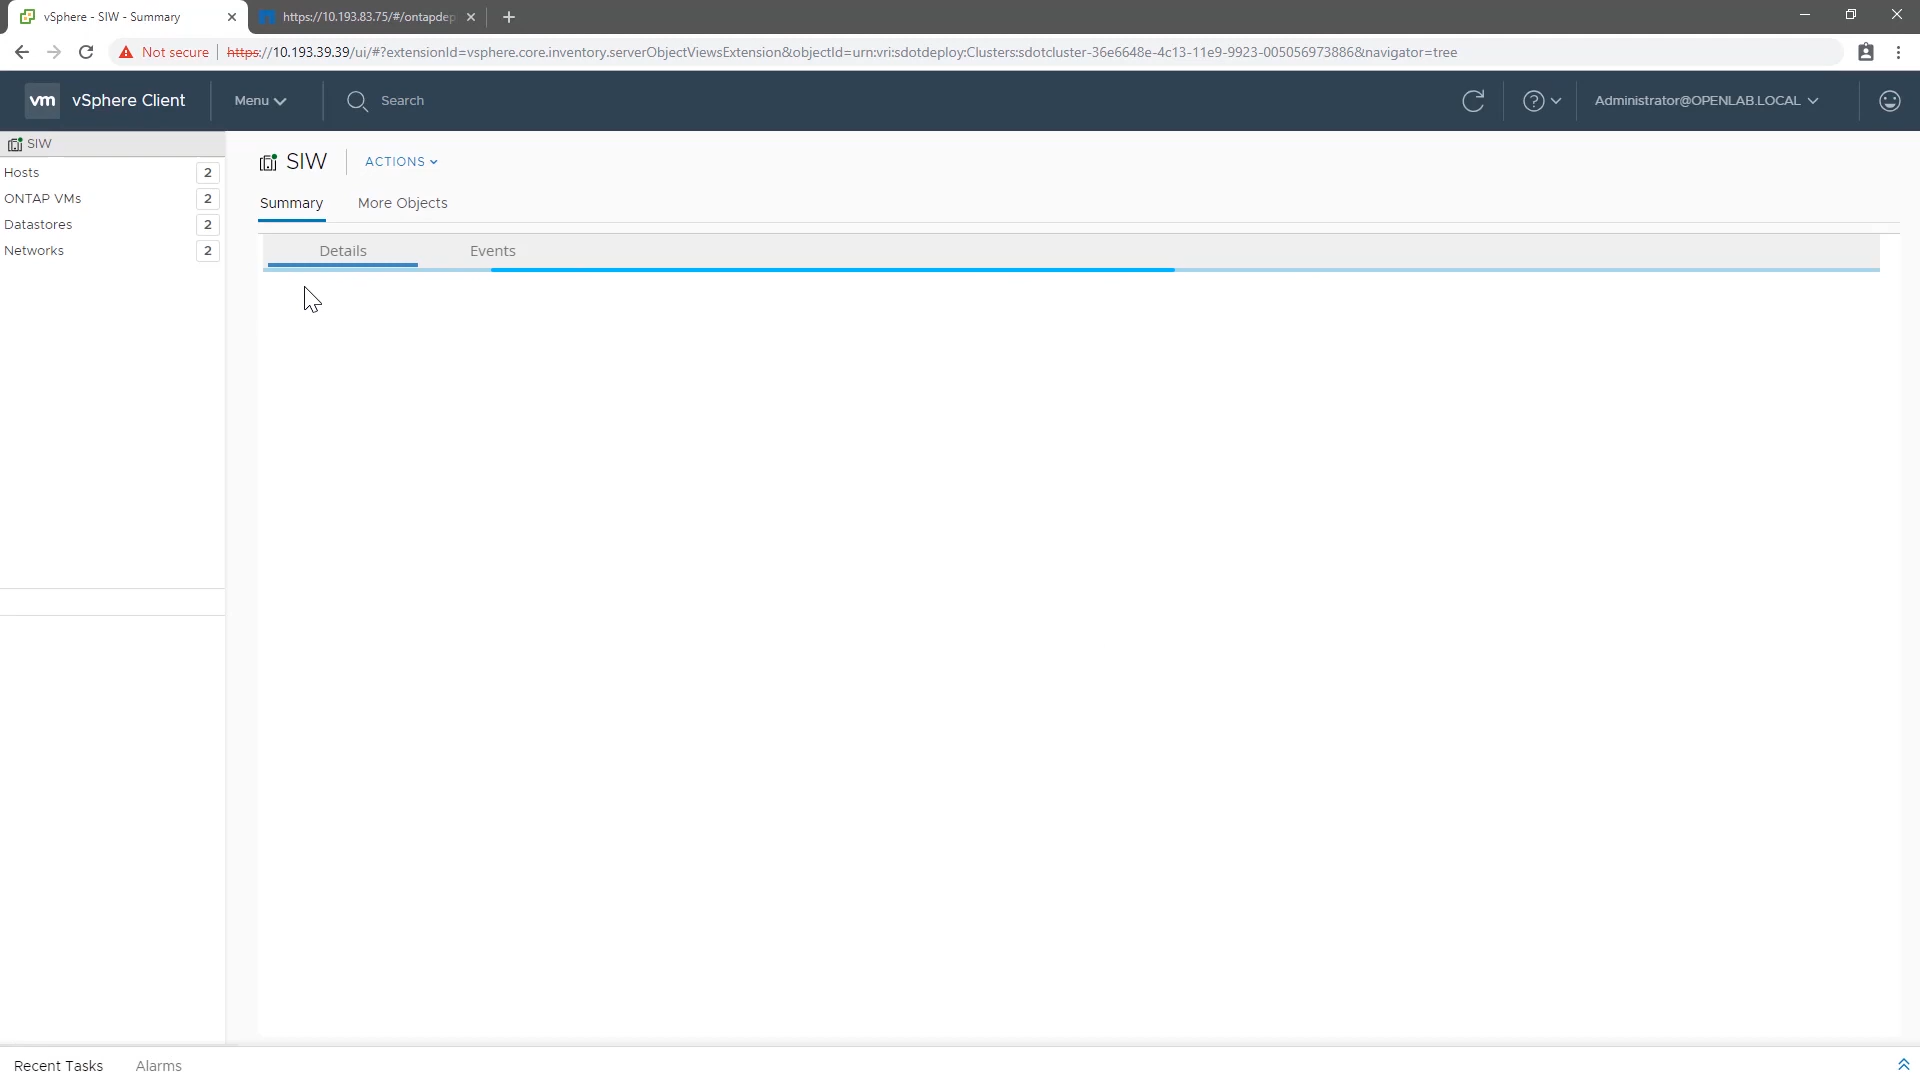 vSphere - SIW - Summary
https://10.193.83.75/#/ontapdep
Not secure
https://10.193.39.39/ui/#?extensionId=vsphere.core.inventory.serverObjectViewsExtension&objectId=urn:vri:sdotdeploy:Clusters:sdotcluster-36e6648e-4c13-11e9-9923-005056973886&navigator=tree
vm vSphere Client Menu Search Administrator@OPENLAB.LOCAL
SIW
Hosts 2
ONTAP VMs 2
Datastores 2
Networks 2
SIW ACTIONS
Summary More Objects
Details Events
Recent Tasks Alarms